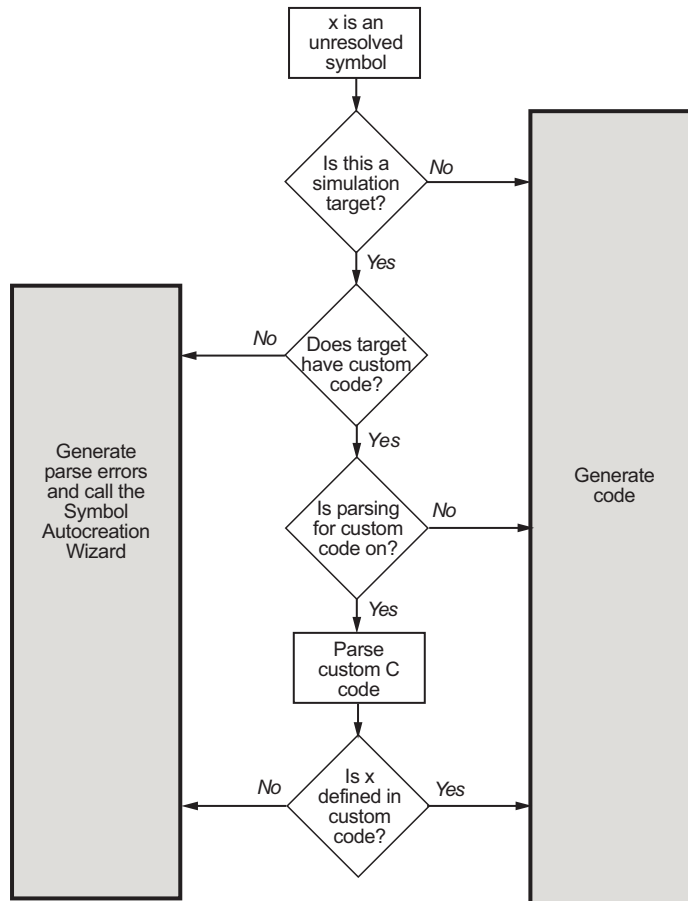 x is an
unresolved
symbol
Is this a
simulation
target?
No
Yes
Does target
have custom
code?
No
Yes
Generate
parse errors
and call the
Symbol
Autocreation
Wizard
Generate
code
Is parsing
for custom
code on?
No
Yes
Parse
custom C
code
Is x
defined in
custom
code?
No
Yes